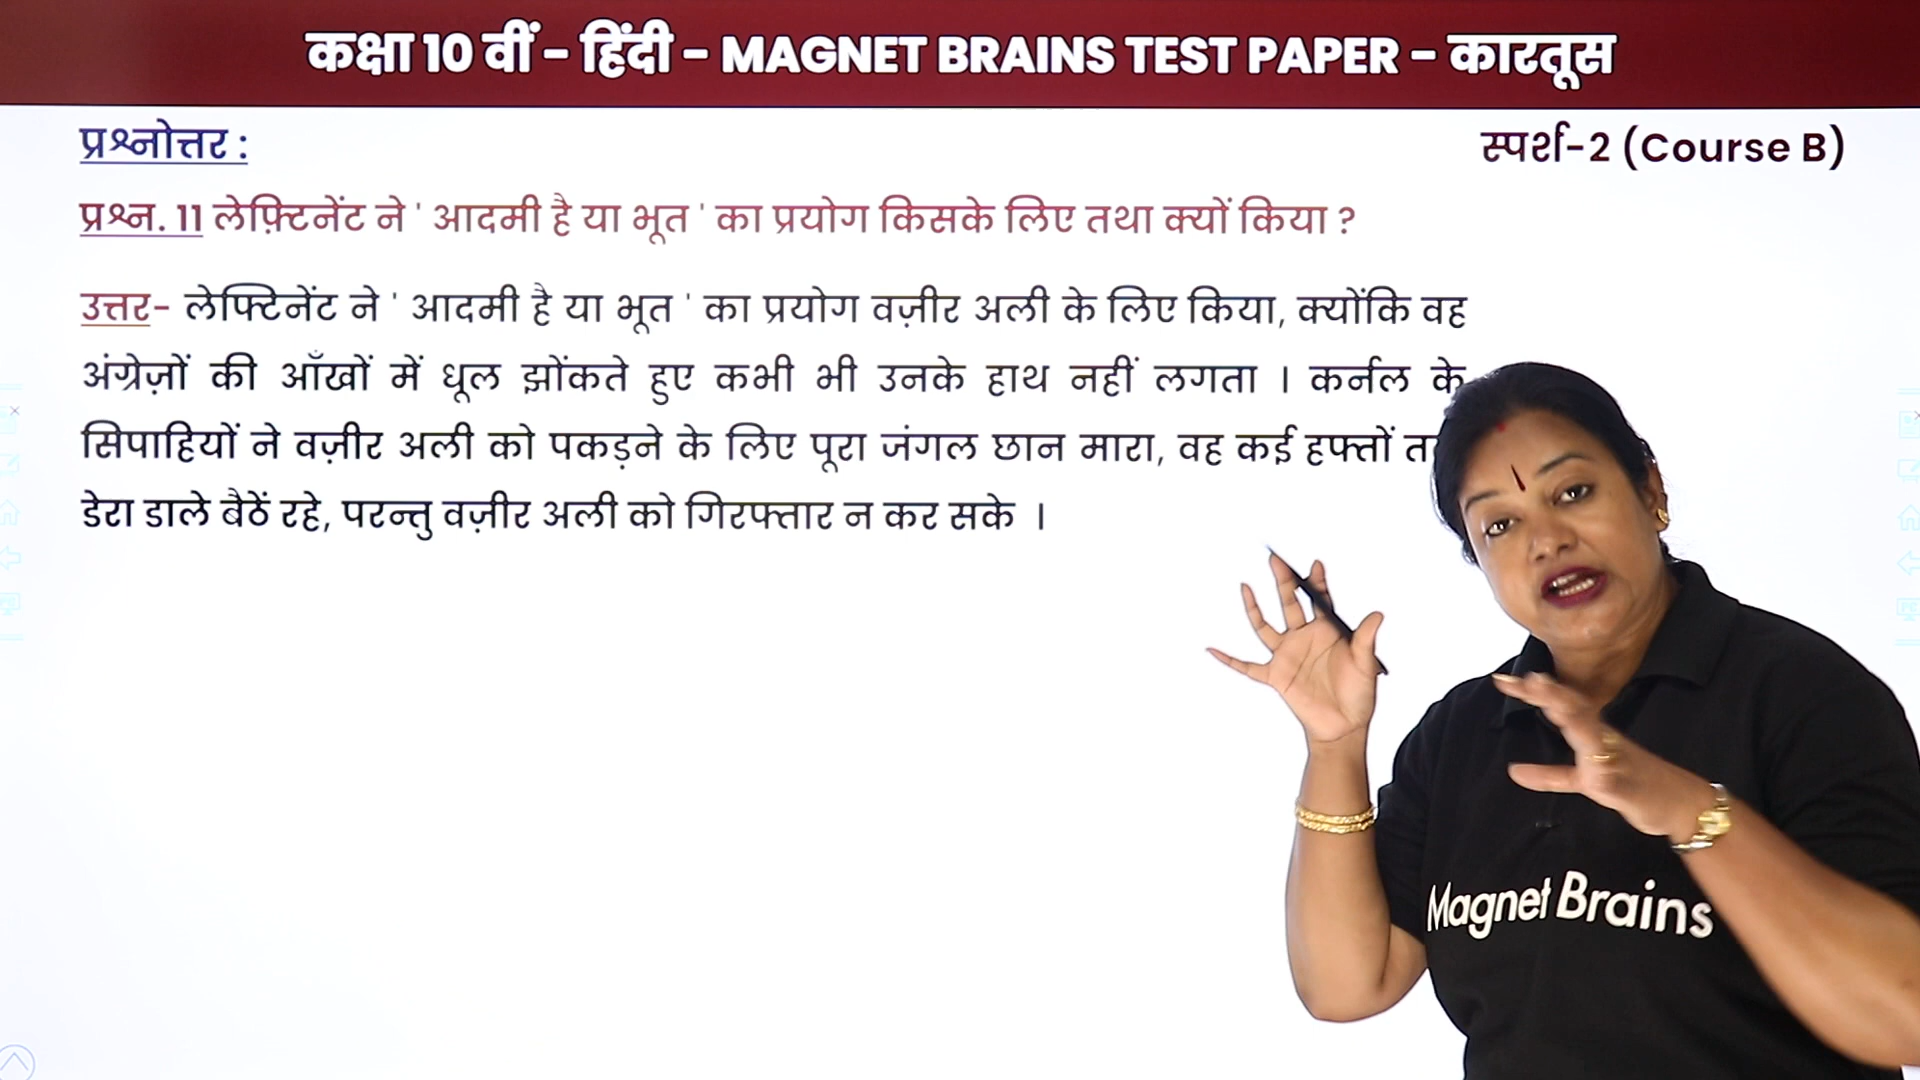 कक्षा 10 वीं - हिंदी - MAGNET BRAINS TEST PAPER - कारतूस
प्रश्नोत्तर :
स्पर्श-2 (Course B)
प्रश्न. 11 लेफ़्टिनेंट ने ' आदमी है या भूत ' का प्रयोग किसके लिए तथा क्यों किया ?
उत्तर- लेफ्टिनेंट ने ' आदमी है या भूत ' का प्रयोग वज़ीर अली के लिए किया, क्योंकि वह
अंग्रेज़ों की आँखों में धूल झोंकते हुए कभी भी उनके हाथ नहीं लगता । कर्नल के
सिपाहियों ने वज़ीर अली को पकड़ने के लिए पूरा जंगल छान मारा, वह कई हफ्तों
डेरा डाले बैठें रहे, परन्तु वज़ीर अली को गिरफ्तार न कर सके ।
Magnet Brains